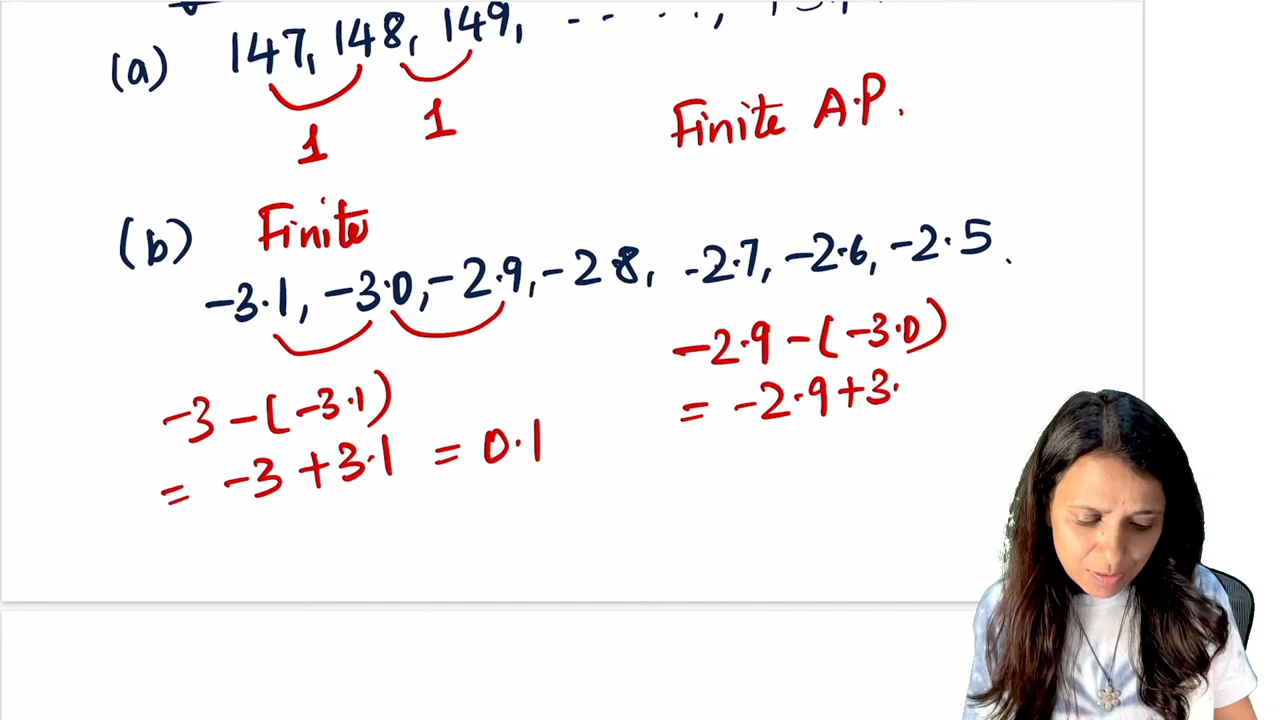 (a) 147, 148, 149, - - - - - ,
1 1
Finite A.P.
(b) Finite
-3.1, -3.0, -2.9, -2.8, -2.7, -2.6, -2.5.
-3 - (-3.1)
= -3 + 3.1 = 0.1
-2.9 - (-3.0)
= -2.9 + 3.